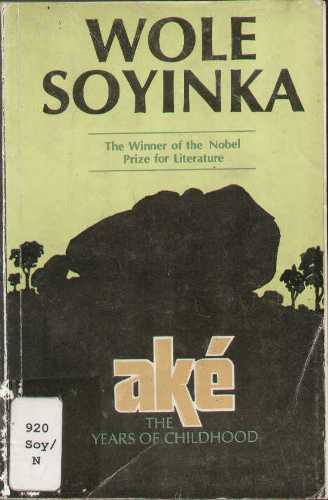 WOLE
SOYINKA
The Winner of the Nobel
Prize for Literature
aké
THE
YEARS OF CHILDHOOD
920
Soy/
N